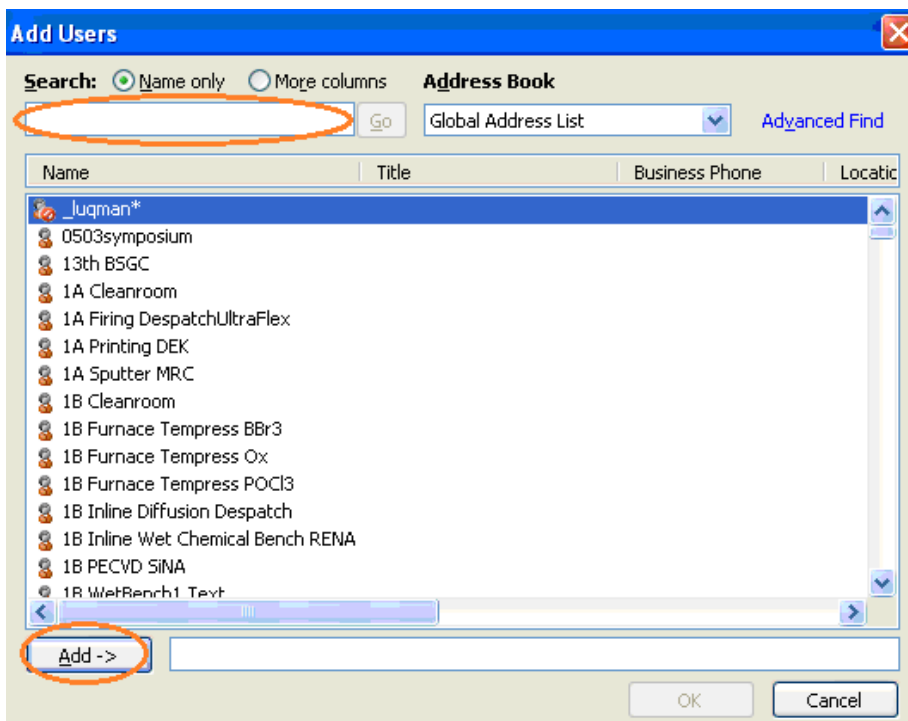 Add Users
Search: Name only More columns Address Book
Go Global Address List Advanced Find
Name Title Business Phone Locatic
_luqman*
0503symposium
13th BSGC
1A Cleanroom
1A Firing DespatchUltraFlex
1A Printing DEK
1A Sputter MRC
1B Cleanroom
1B Furnace Tempress BBr3
1B Furnace Tempress Ox
1B Furnace Tempress POCl3
1B Inline Diffusion Despatch
1B Inline Wet Chemical Bench RENA
1B PECVD SiNA
1B WetBench1 Text
Add ->
OK Cancel